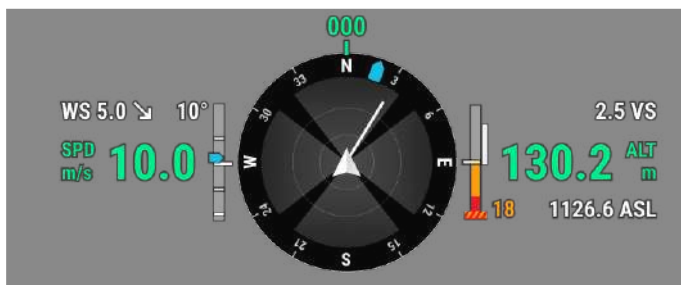 000
N
3
6
E
12
15
S
21
24
W
30
33
WS 5.0 ↘ 10°
SPD 10.0
m/s
2.5 VS
130.2 ALT
m
18 1126.6 ASL